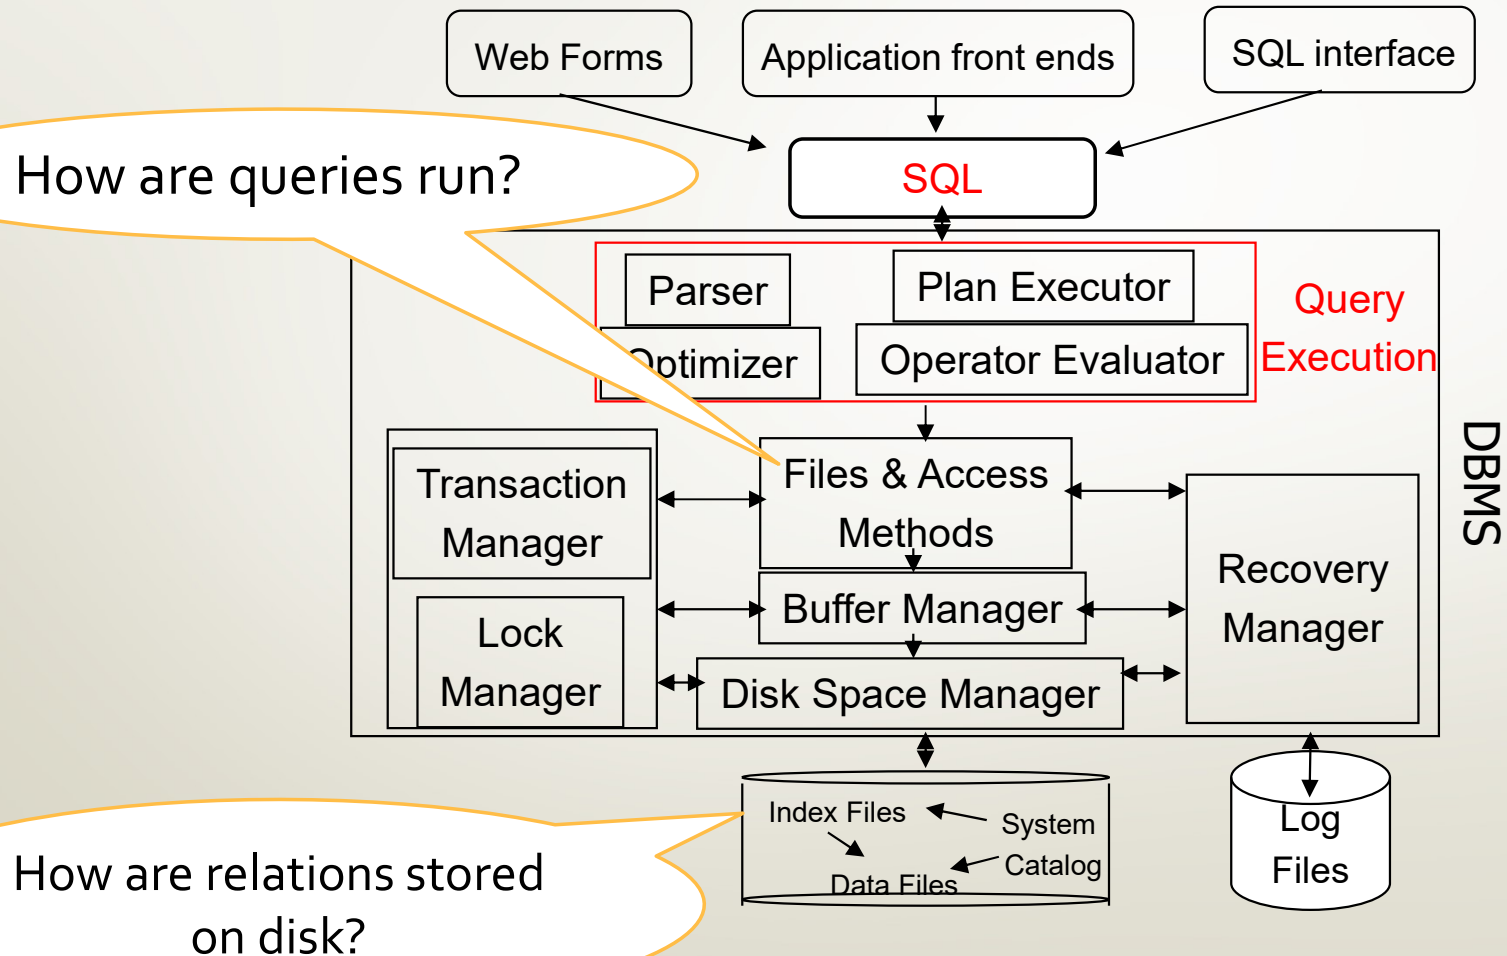 Web Forms
Application front ends
SQL interface
How are queries run?
SQL
Parser
Plan Executor
Query
Execution
Optimizer
Operator Evaluator
Transaction
Manager
Files & Access
Methods
DBMS
Recovery
Manager
Buffer Manager
Lock
Manager
Disk Space Manager
Index Files
System
Catalog
Data Files
Log
Files
How are relations stored
on disk?